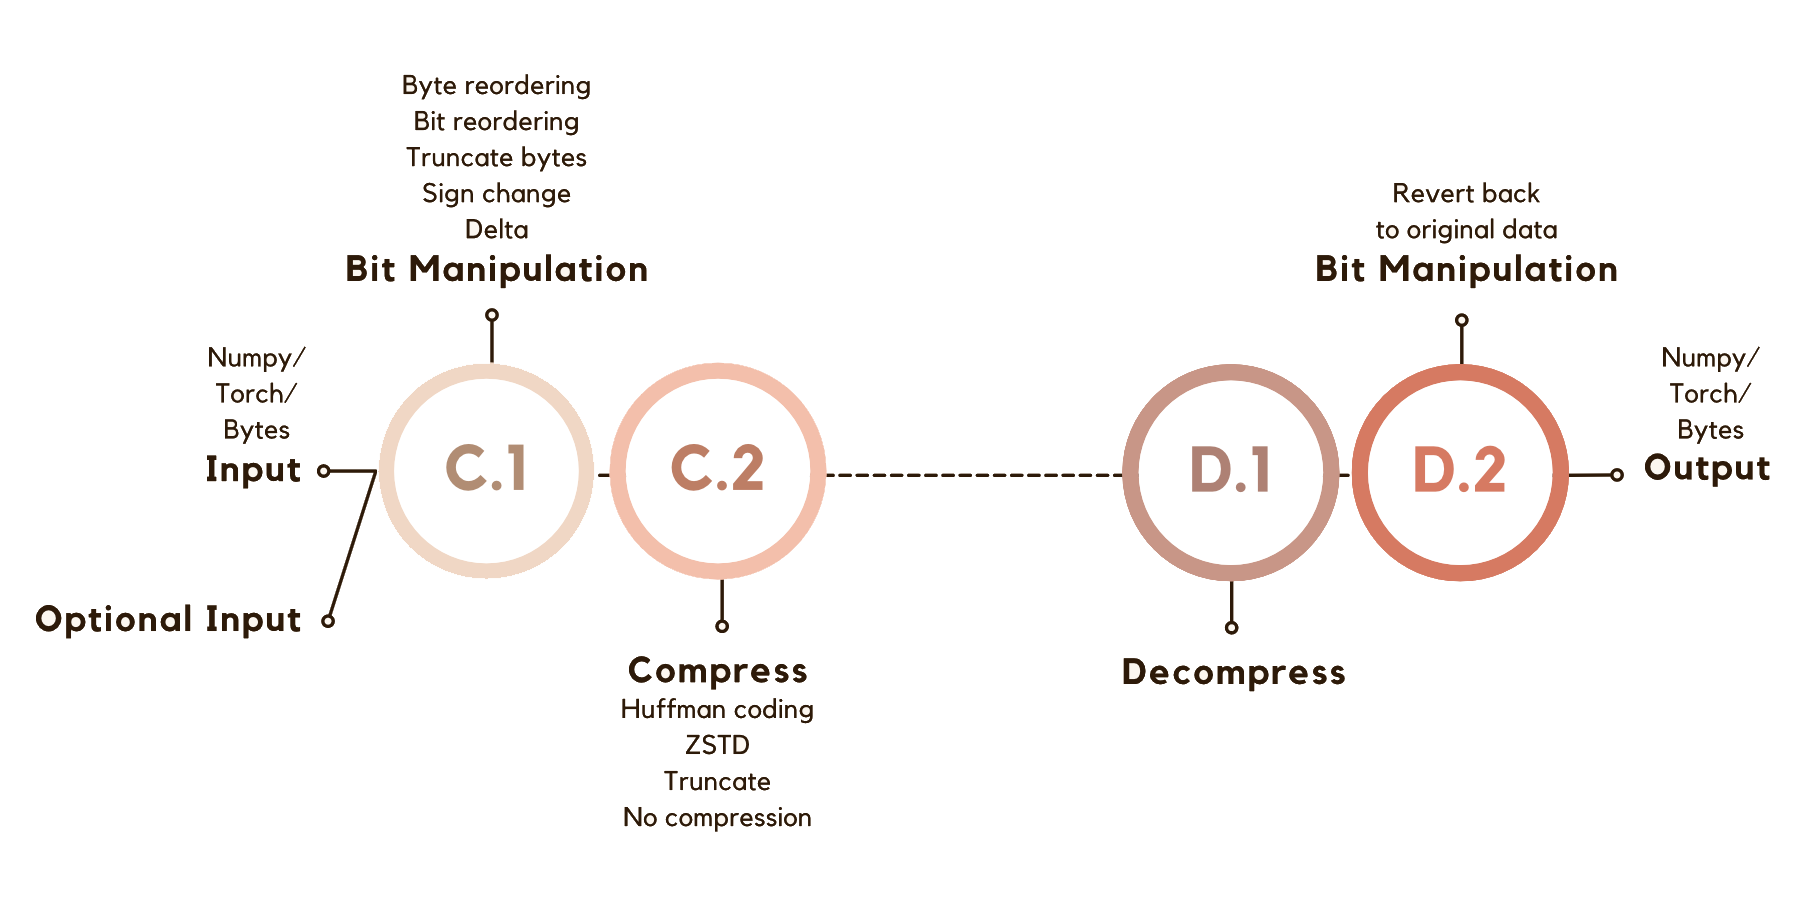 Byte reordering
Bit reordering
Truncate bytes
Sign change
Delta
Bit Manipulation
Numpy/
Torch/
Bytes
Input
Optional Input
C.1
C.2
Compress
Huffman coding
ZSTD
Truncate
No compression
D.1
Decompress
Revert back
to original data
Bit Manipulation
D.2
Numpy/
Torch/
Bytes
Output